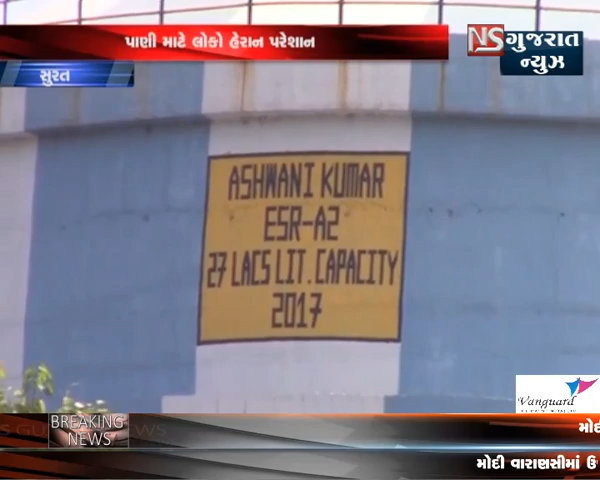 પાણી માટે લોકો હેરાન પરેશાન
NS ગુજરાત
ન્યુઝ
સુરત
ASHWANI KUMAR
ESR-A2
27 LACS LIT. CAPACITY
2017
Vanguard
BREAKING
NEWS
મોદી વારાણસીમાં